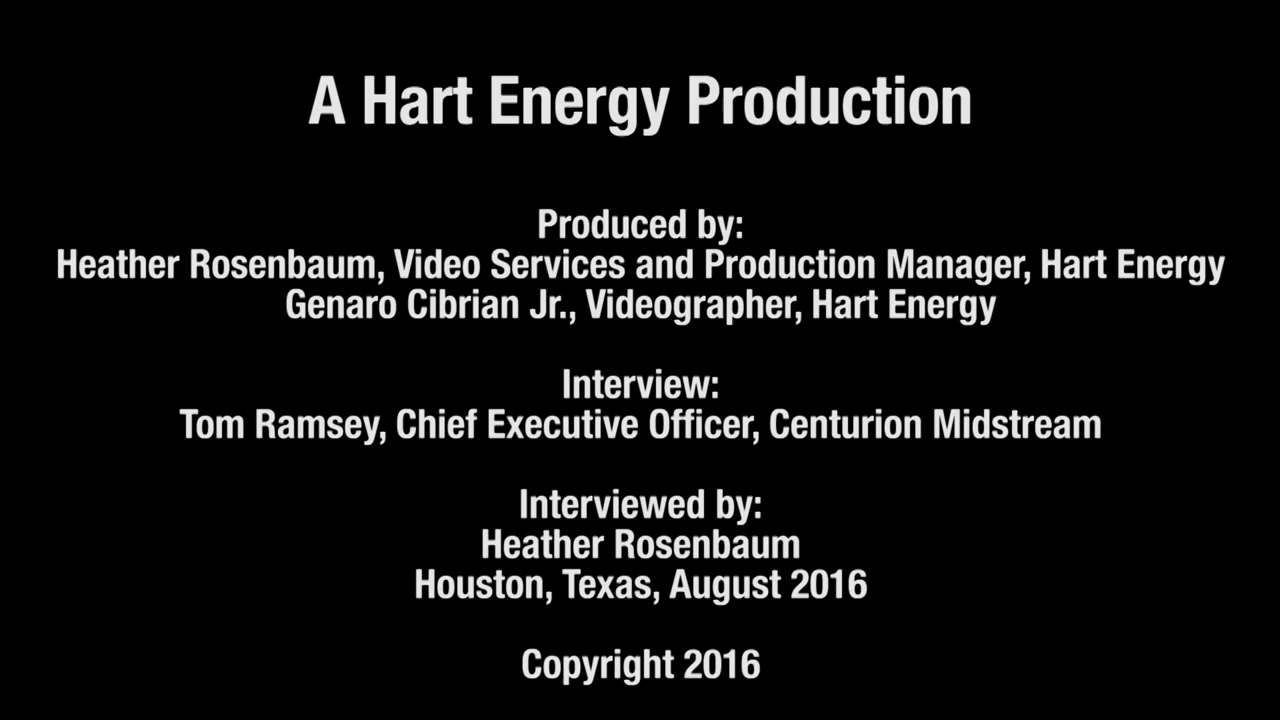 A Hart Energy Production
Produced by:
Heather Rosenbaum, Video Services and Production Manager, Hart Energy
Genaro Cibrian Jr., Videographer, Hart Energy
Interview:
Tom Ramsey, Chief Executive Officer, Centurion Midstream
Interviewed by:
Heather Rosenbaum
Houston, Texas, August 2016
Copyright 2016